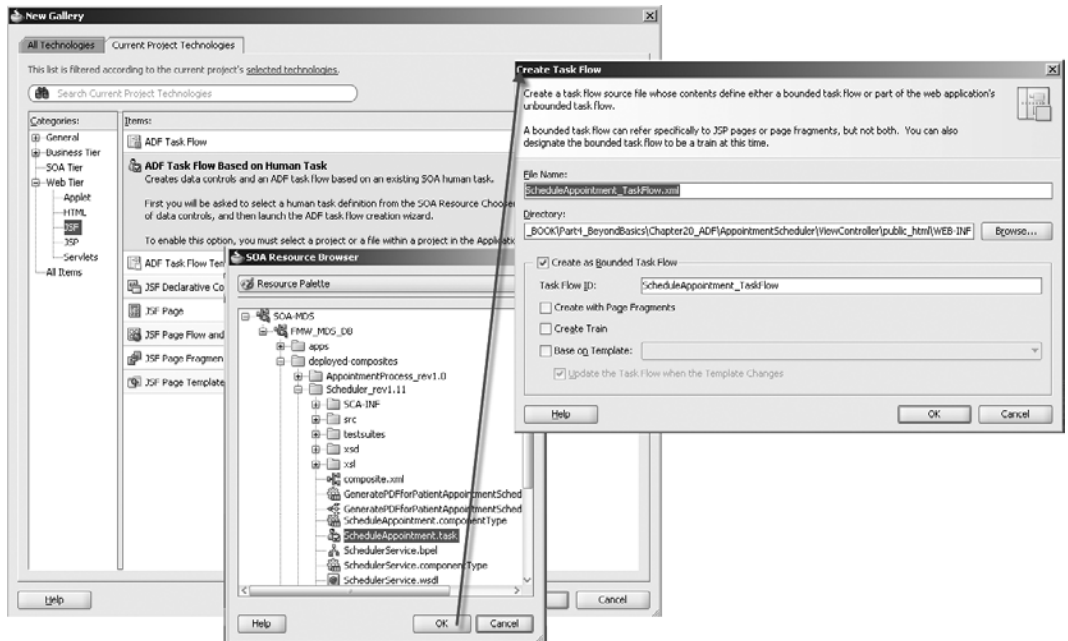 New Gallery
All Technologies
Current Project Technologies
This list is filtered according to the current project's selected technologies.
Search Current Project Technologies
Categories:
General
Business Tier
SOA Tier
Web Tier
Applet
HTML
JSF
JSP
Servlets
All Items
Items:
ADF Task Flow
ADF Task Flow Based on Human Task
Creates data controls and an ADF task flow based on an existing SOA human task.
First you will be asked to select a human task definition from the SOA Resource
of data controls, and then launch the ADF task flow creation wizard.
To enable this option, you must select a project or a file within a project in the
ADF Task Flow
JSF Declarative
JSF Page
JSF Page Flow and
JSF Page
JSF Page Template
Help
Cancel
SOA Resource Browser
Resource Palette
SOA-MDS
FMW_MDS_DB
apps
deployed-composites
AppointmentProcess_rev1.0
Scheduler_rev1.11
SCA-INF
src
testsuites
xsd
xsl
composite.xml
GeneratePDFforPatientAppointmentSched
GeneratePDFforPatientAppointmentSched
ScheduleAppointment.componentType
ScheduleAppointment.task
SchedulerService.bpel
SchedulerService.componentType
SchedulerService.wsdl
Help
OK
Cancel
Create Task Flow
Create a task flow source file whose contents define either a bounded task flow or part of the web application's
unbounded task flow.
A bounded task flow can refer specifically to JSP pages or page fragments, but not both. You can also
designate the bounded task flow to be a train at this time.
File Name:
ScheduleAppointment_TaskFlow.xml
Directory:
_BOOK\Part4_BeyondBasics\Chapter20_ADF\AppointmentScheduler\ViewController\public_html\WEB-INF
Browse...
Create as Bounded Task Flow
Task Flow ID:
ScheduleAppointment_TaskFlow
Create with Page Fragments
Create Train
Base on Template:
Update the Task Flow when the Template Changes
Help
OK
Cancel